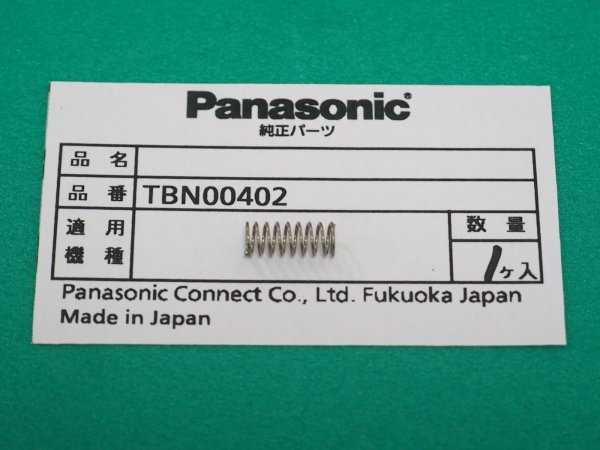 Panasonic®
純正パーツ
品名
品番 TBN00402
適用 数量
機種 1ヶ入
Panasonic Connect Co., Ltd. Fukuoka Japan
Made in Japan